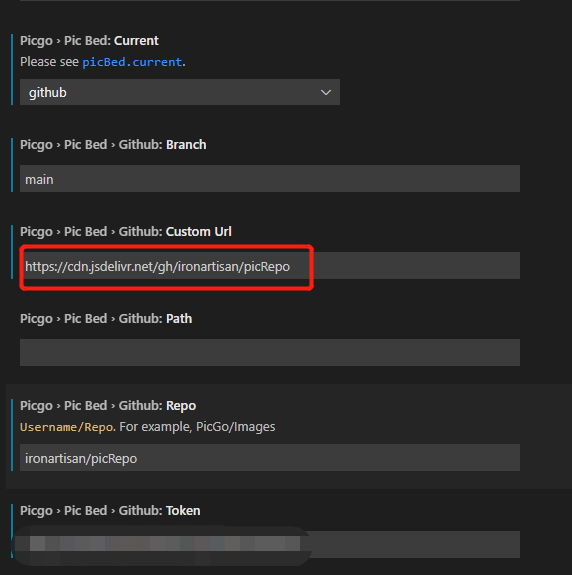 Picgo › Pic Bed: Current
Please see picBed.current.
github
Picgo › Pic Bed › Github: Branch
main
Picgo › Pic Bed › Github: Custom Url
https://cdn.jsdelivr.net/gh/ironartisan/picRepo
Picgo › Pic Bed › Github: Path
Picgo › Pic Bed › Github: Repo
Username/Repo. For example, PicGo/Images
ironartisan/picRepo
Picgo › Pic Bed › Github: Token